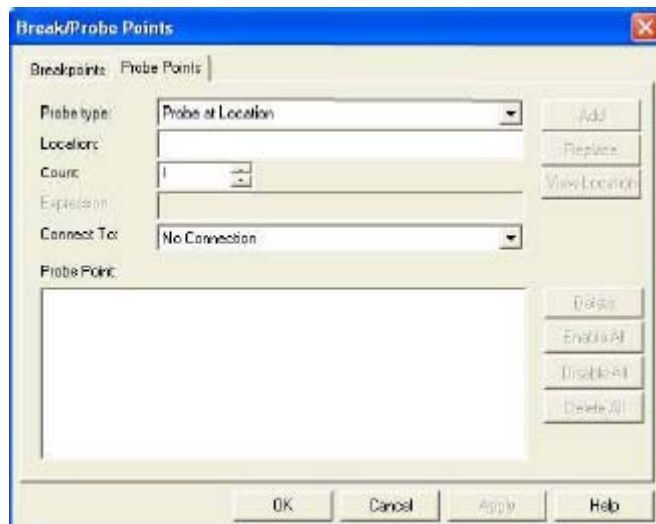 Break/Probe Points
Breakpoints Probe Points
Probe type: Probe at Location Add
Location: Replace
Count: 1 View Location
Expression
Connect To: No Connection
Probe Point:
Delete
Enable All
Disable All
Delete All
OK Cancel Apply Help